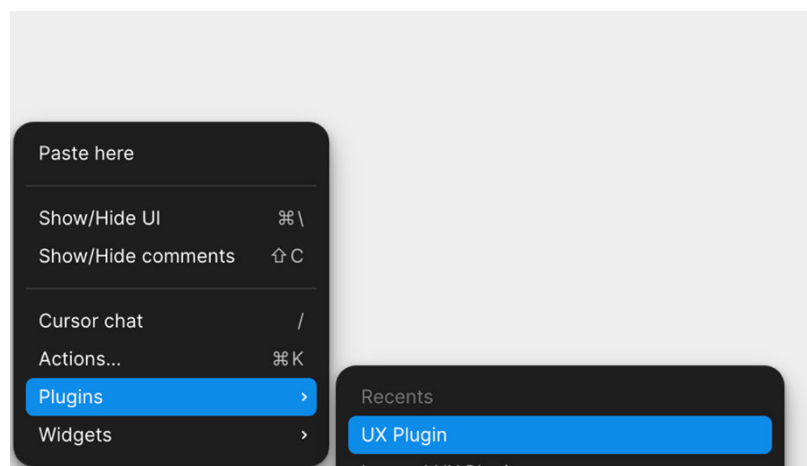 Paste here
Show/Hide UI ⌘\
Show/Hide comments ⇧ C
Cursor chat /
Actions... ⌘ K
Plugins ›
Widgets ›
Recents
UX Plugin